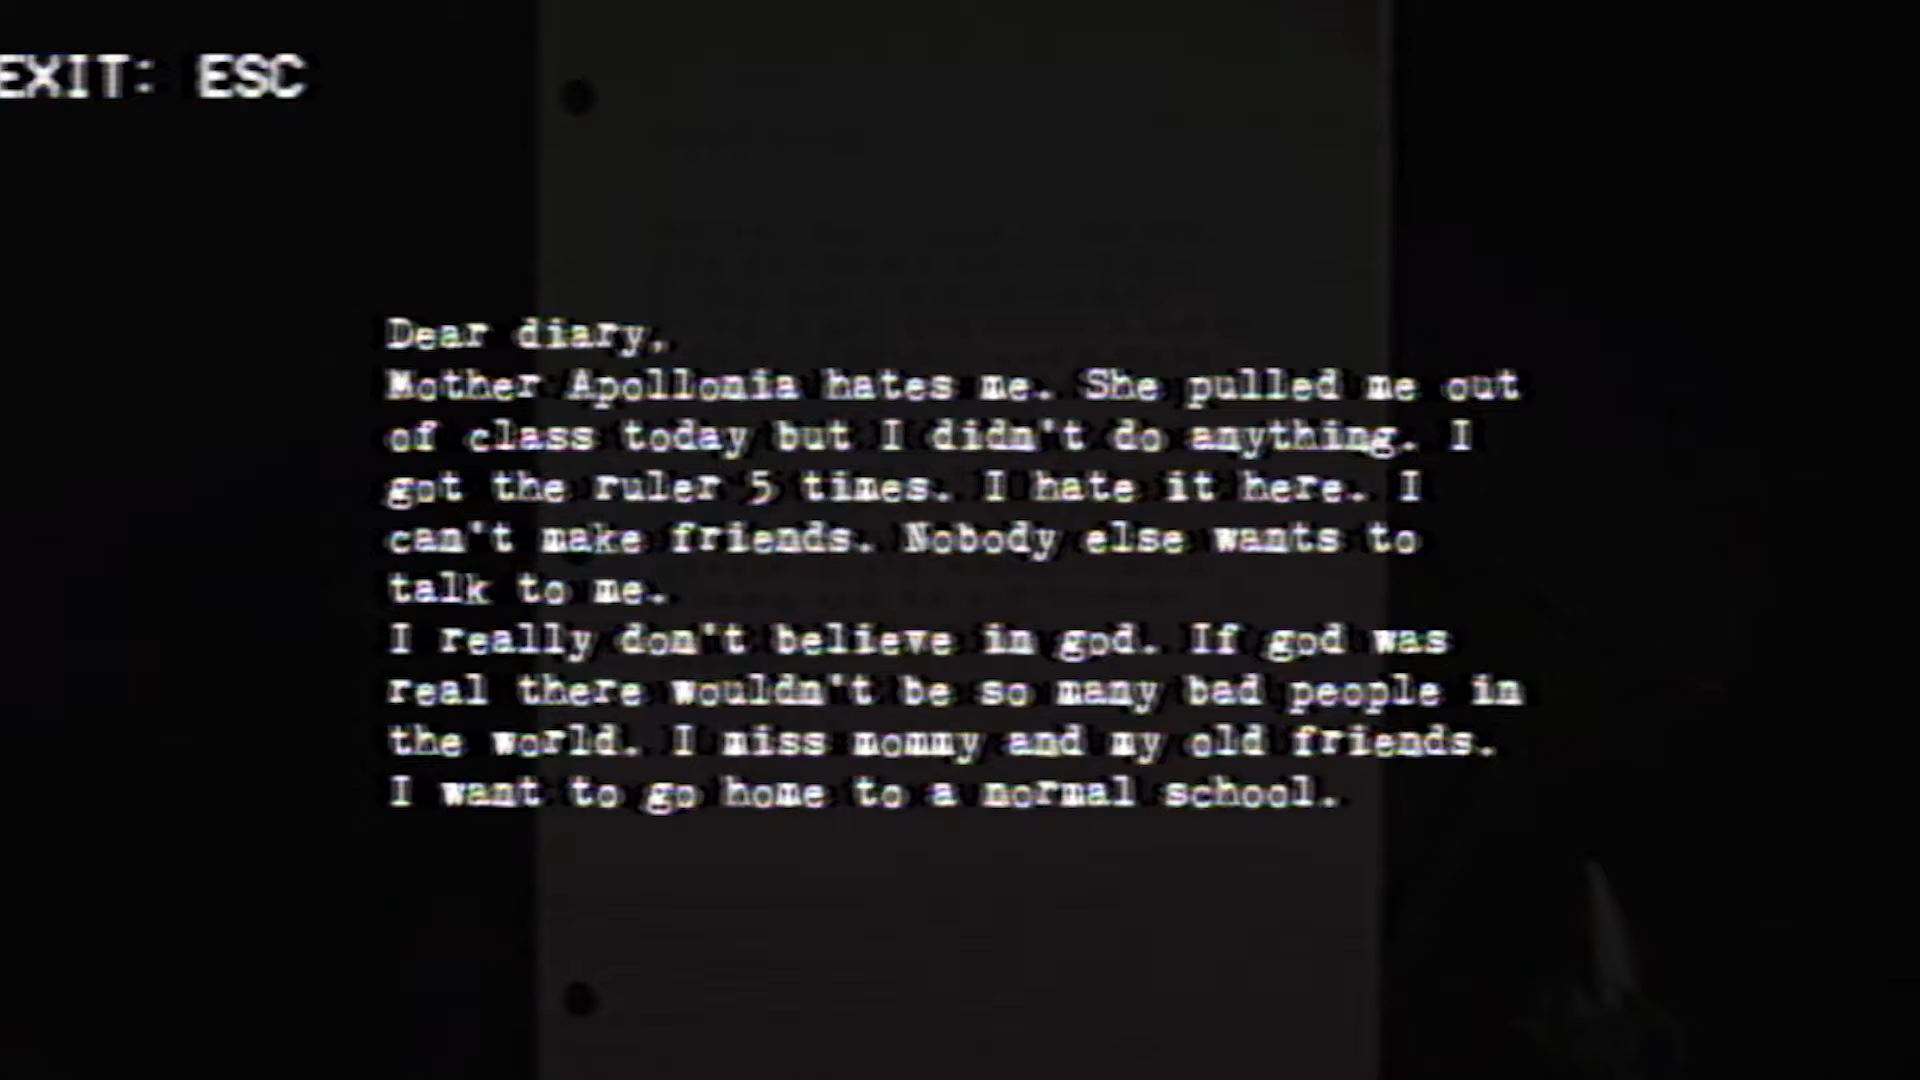 EXIT: ESC
Dear diary,
Mother Apollonia hates me. She pulled me out
of class today but I didn't do anything. I
got the ruler 5 times. I hate it here. I
can't make friends. Nobody else wants to
talk to me.
I really don't believe in god. If god was
real there wouldn't be so many bad people in
the world. I miss mommy and my old friends.
I want to go home to a normal school.